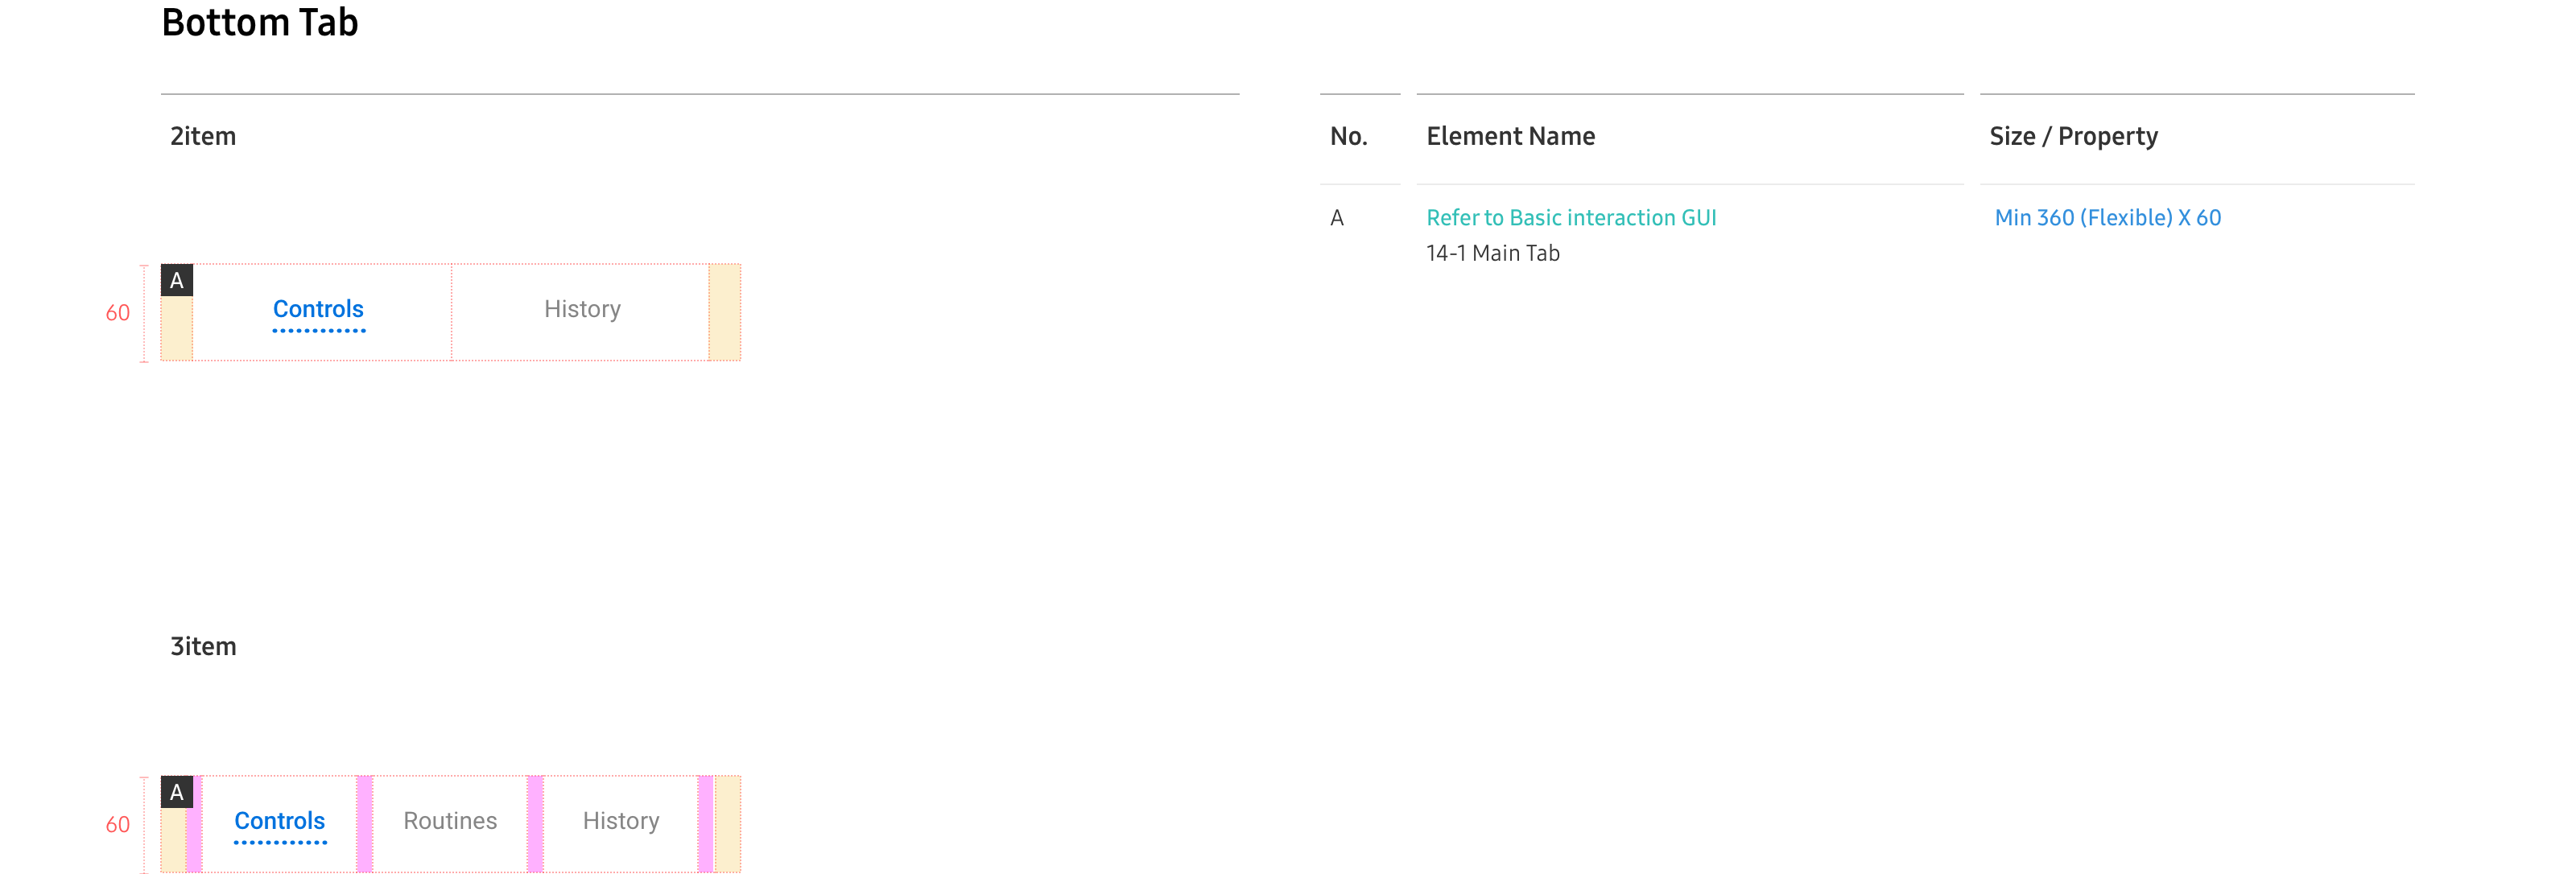 Bottom Tab
2item
No. Element Name Size / Property
A Refer to Basic interaction GUI Min 360 (Flexible) X 60
14-1 Main Tab
A
60 Controls History
3item
A
60 Controls Routines History